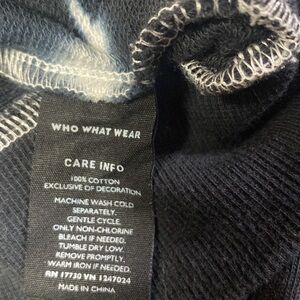 WHO WHAT WEAR
CARE INFO
100% COTTON
EXCLUSIVE OF DECORATION
MACHINE WASH COLD
SEPARATELY.
GENTLE CYCLE.
ONLY NON-CHLORINE
BLEACH IF NEEDED.
TUMBLE DRY LOW.
REMOVE PROMPTLY.
WARM IRON IF NEEDED.
RN 17730 VN 1247024
MADE IN CHINA